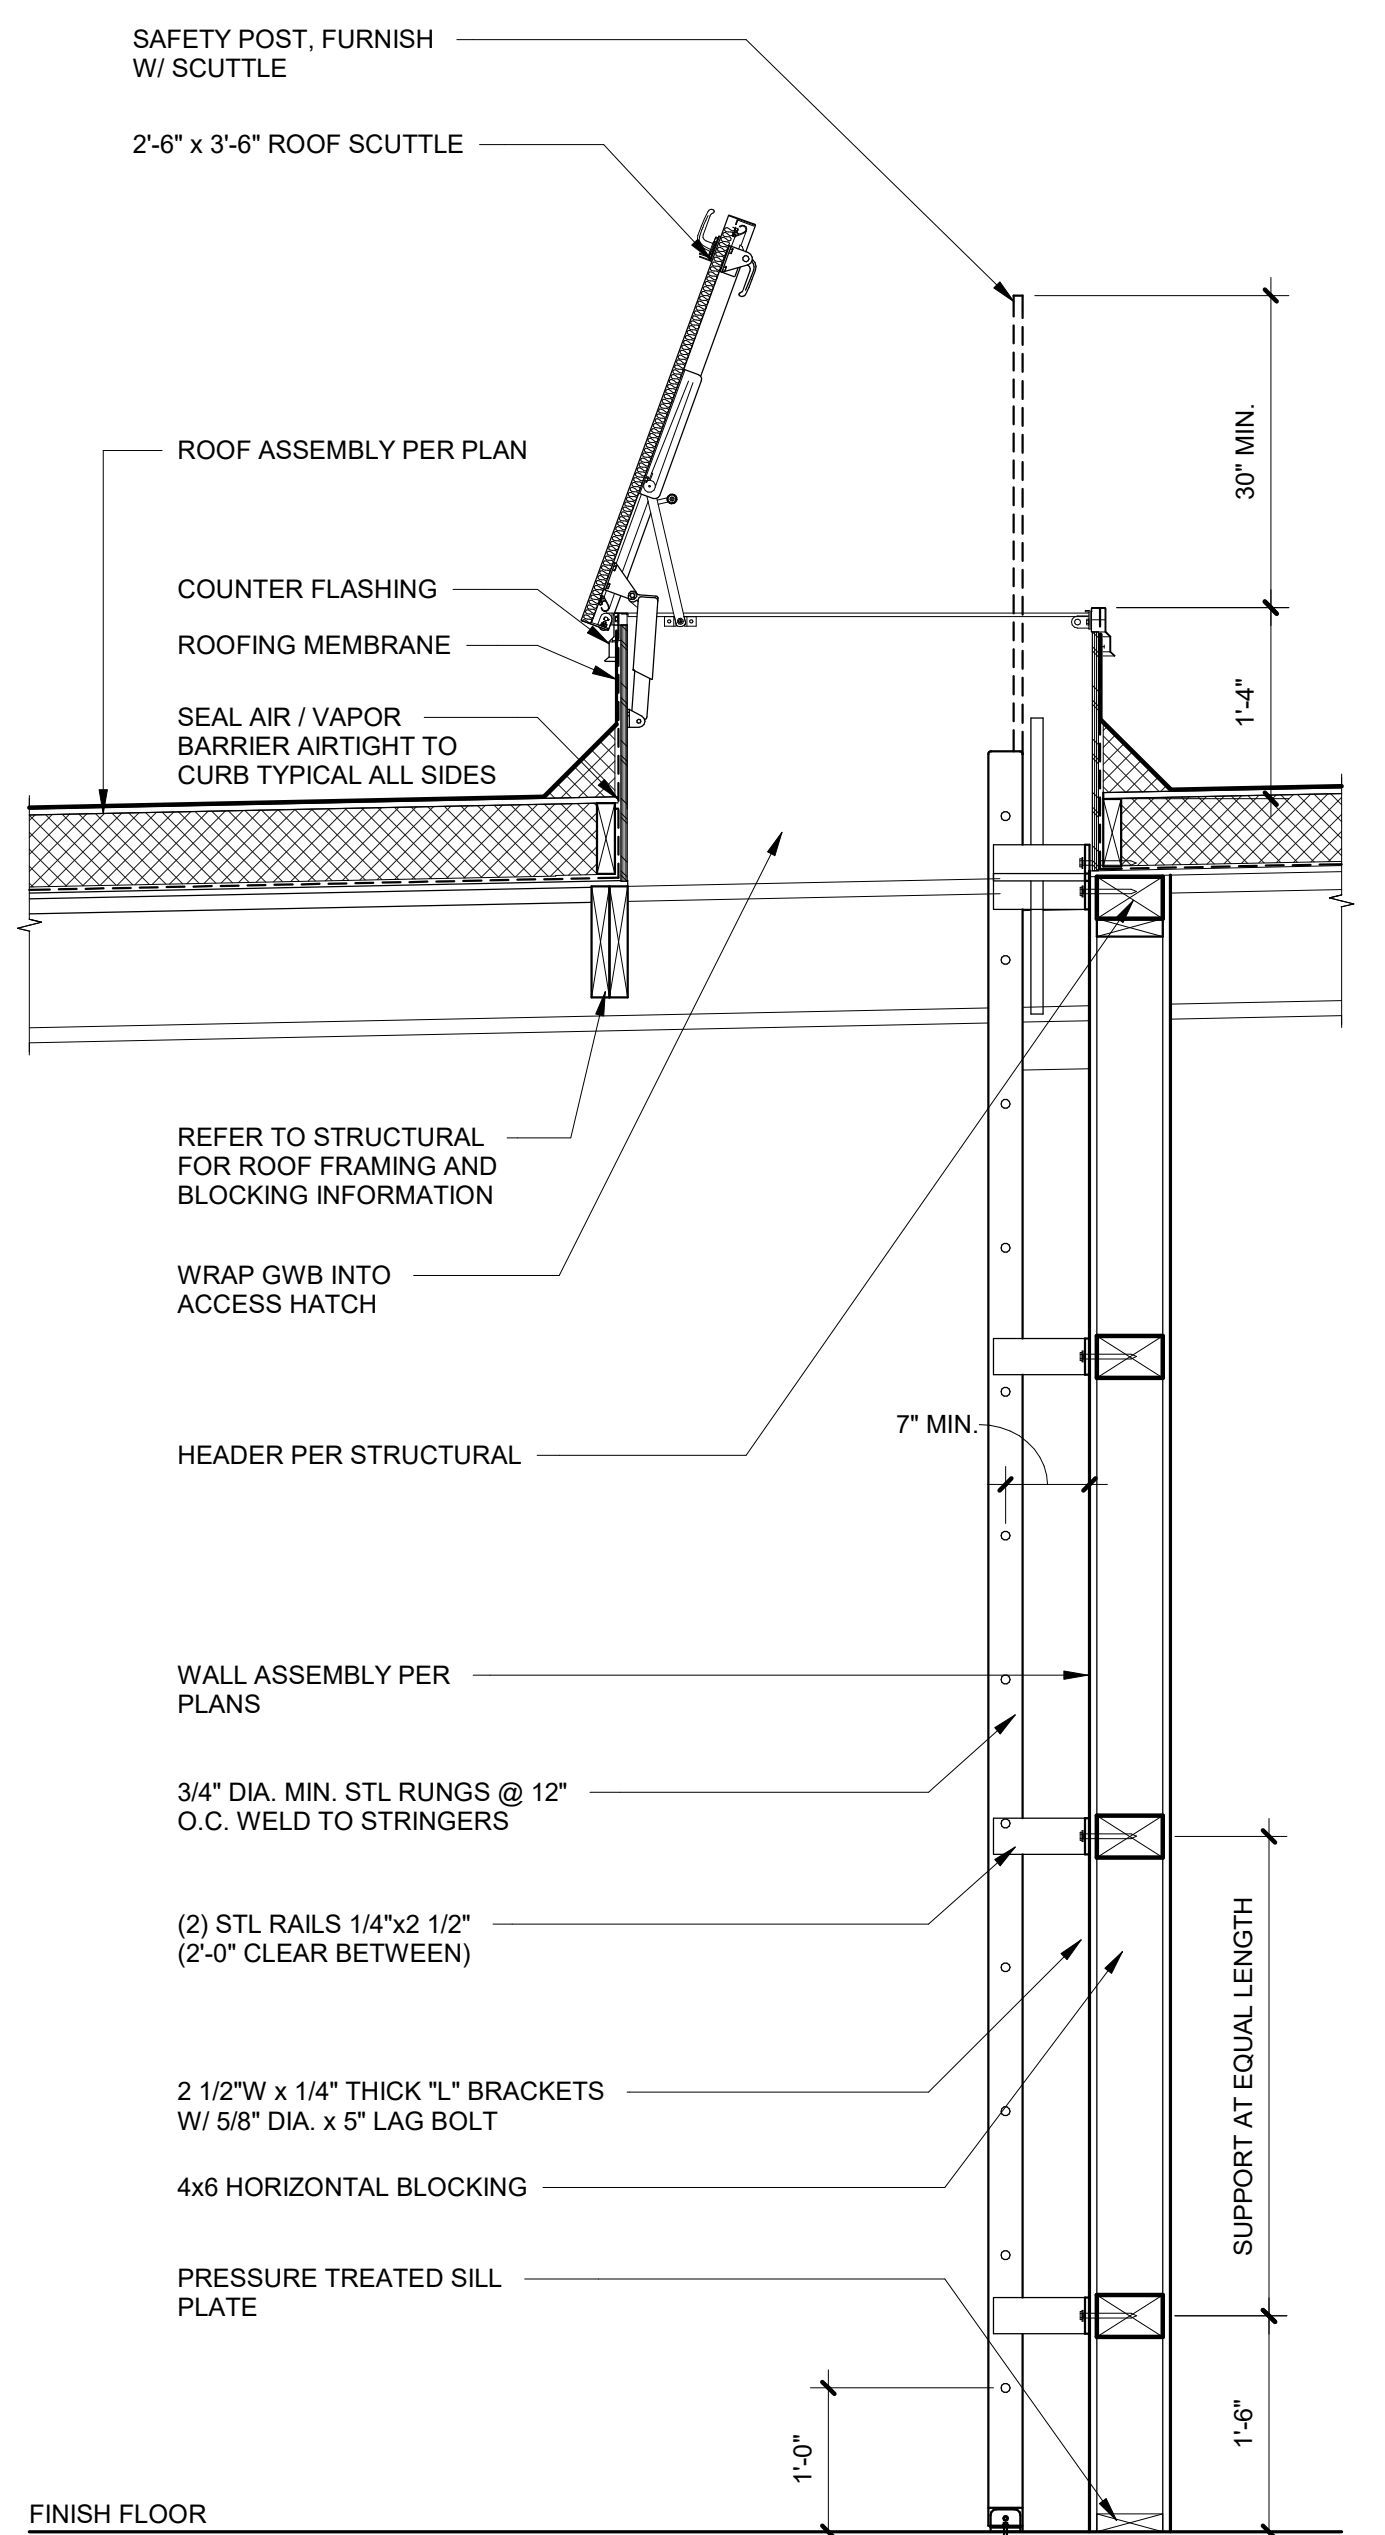 SAFETY POST, FURNISH
W/ SCUTTLE
2'-6" x 3'-6" ROOF SCUTTLE
30" MIN.
ROOF ASSEMBLY PER PLAN
COUNTER FLASHING
ROOFING MEMBRANE
1'-4"
SEAL AIR / VAPOR
BARRIER AIRTIGHT TO
CURB TYPICAL ALL SIDES
REFER TO STRUCTURAL
FOR ROOF FRAMING AND
BLOCKING INFORMATION
WRAP GWB INTO
ACCESS HATCH
7" MIN.
HEADER PER STRUCTURAL
WALL ASSEMBLY PER
PLANS
3/4" DIA. MIN. STL RUNGS @ 12"
O.C. WELD TO STRINGERS
(2) STL RAILS 1/4"x2 1/2"
(2'-0" CLEAR BETWEEN)
SUPPORT AT EQUAL LENGTH
2 1/2"W x 1/4" THICK "L" BRACKETS
W/ 5/8" DIA. x 5" LAG BOLT
4x6 HORIZONTAL BLOCKING
PRESSURE TREATED SILL
PLATE
1'-6"
1'-0"
FINISH FLOOR